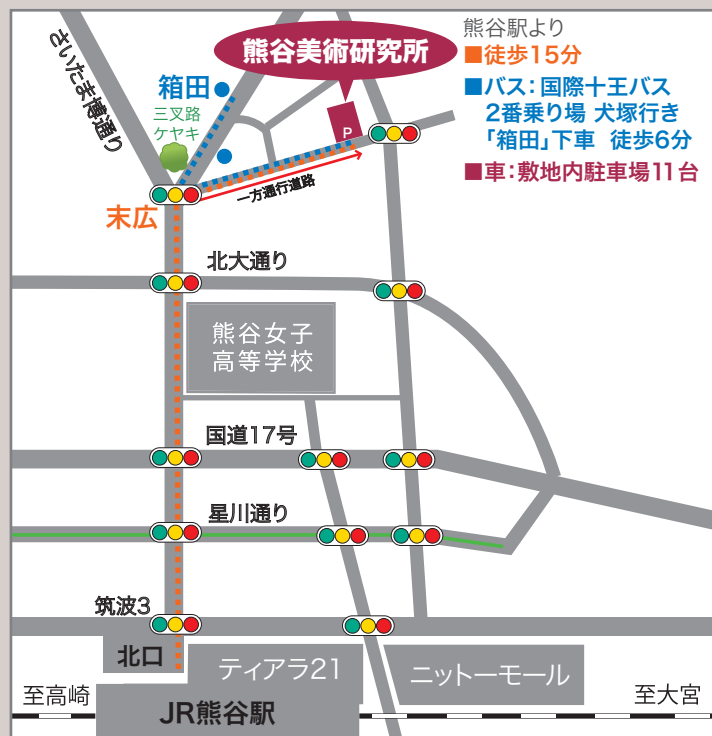 さいたま博通り
熊谷美術研究所
熊谷駅より
■徒歩15分
■バス：国際十王バス
2番乗り場 犬塚行き
「箱田」下車 徒歩6分
■車：敷地内駐車場11台
箱田
三叉路
ケヤキ
P
一方通行道路
末広
北大通り
熊谷女子
高等学校
国道17号
星川通り
筑波3
北口
ティアラ21
ニットーモール
至高崎
JR熊谷駅
至大宮